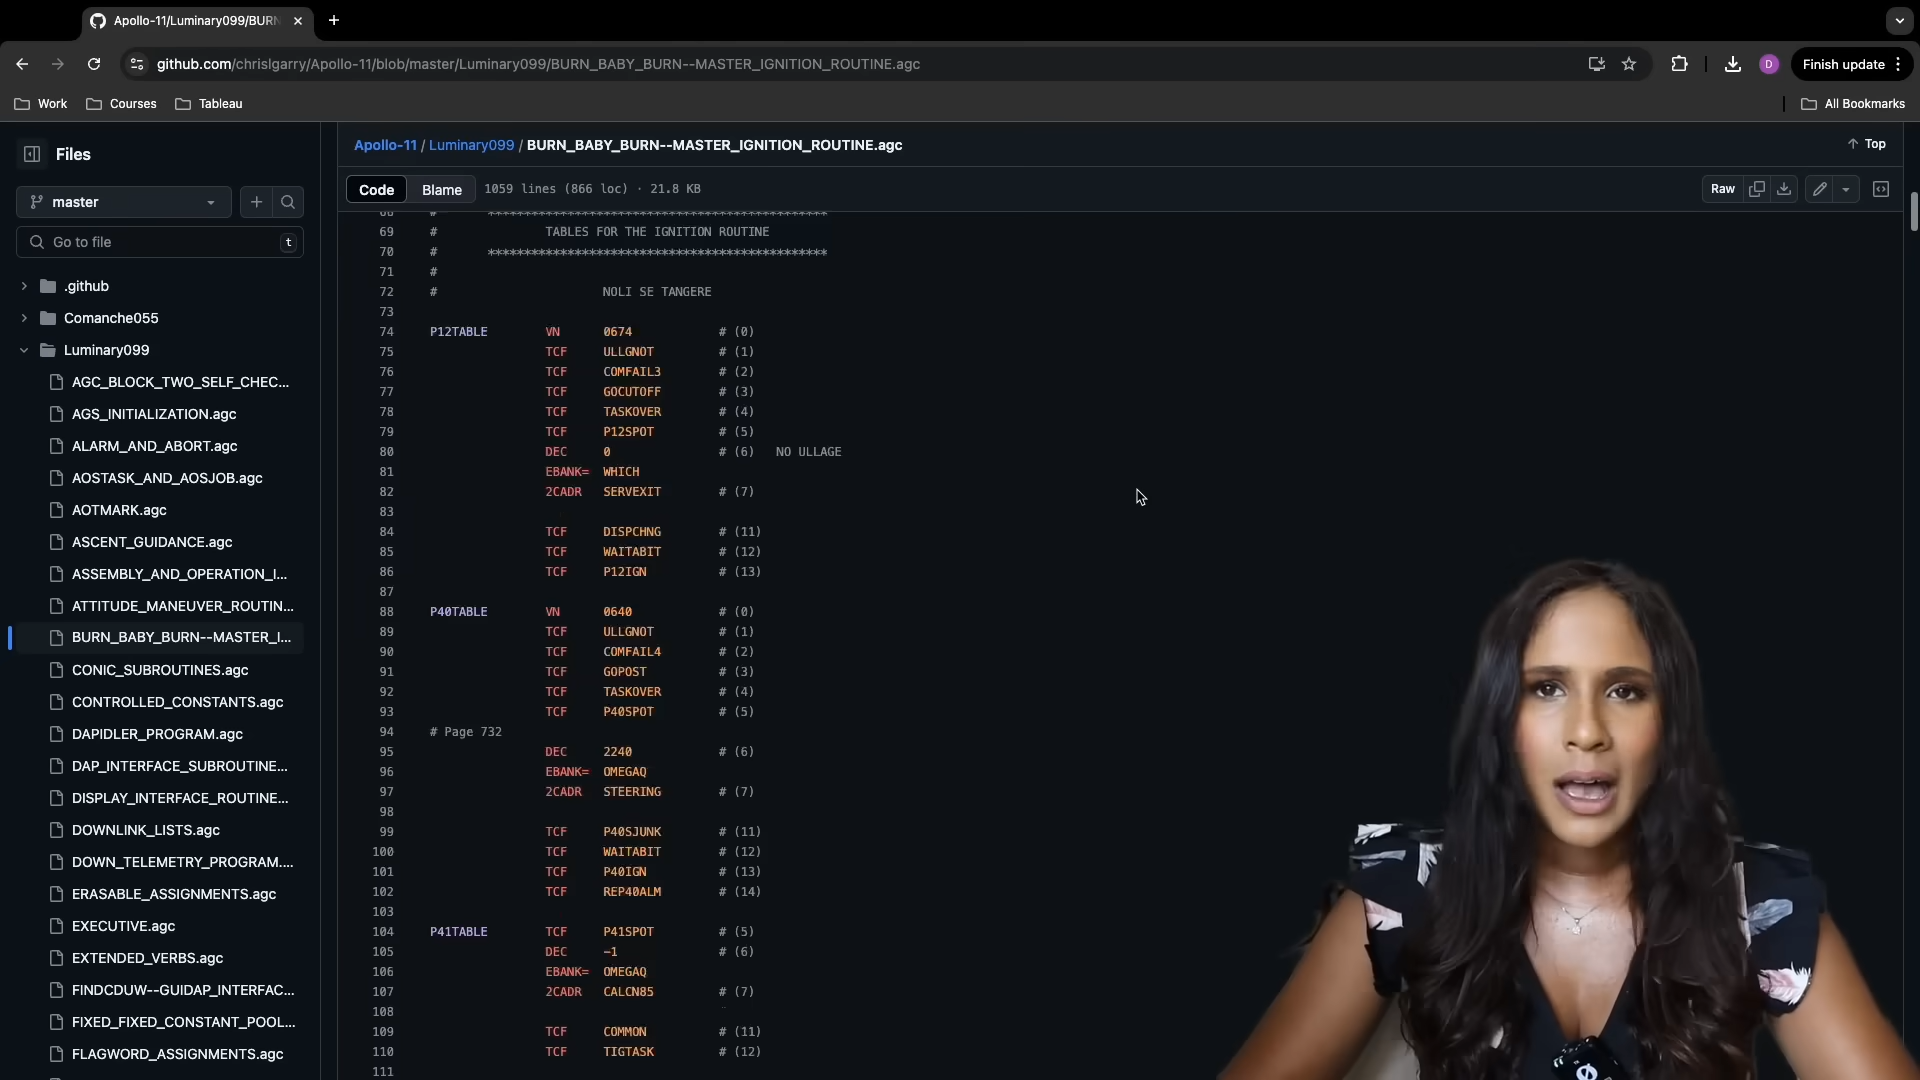 Apollo-11/Luminary099/BURN
github.com/chrislgarry/Apollo-11/blob/master/Luminary099/BURN_BABY_BURN--MASTER_IGNITION_ROUTINE.agc
D
Finish update
Work
Courses
Tableau
All Bookmarks
Files
master
Go to file
t
.github
Comanche055
Luminary099
AGC_BLOCK_TWO_SELF_CHEC...
AGS_INITIALIZATION.agc
ALARM_AND_ABORT.agc
AOSTASK_AND_AOSJOB.agc
AOTMARK.agc
ASCENT_GUIDANCE.agc
ASSEMBLY_AND_OPERATION_I...
ATTITUDE_MANEUVER_ROUTIN...
BURN_BABY_BURN--MASTER_I...
CONIC_SUBROUTINES.agc
CONTROLLED_CONSTANTS.agc
DAPIDLER_PROGRAM.agc
DAP_INTERFACE_SUBROUTINE...
DISPLAY_INTERFACE_ROUTINE...
DOWNLINK_LISTS.agc
DOWN_TELEMETRY_PROGRAM....
ERASABLE_ASSIGNMENTS.agc
EXECUTIVE.agc
EXTENDED_VERBS.agc
FINDCDUW--GUIDAP_INTERFAC...
FIXED_FIXED_CONSTANT_POOL...
FLAGWORD_ASSIGNMENTS.agc
Apollo-11 / Luminary099 / BURN_BABY_BURN--MASTER_IGNITION_ROUTINE.agc
Top
Code Blame 1059 lines (866 loc) · 21.8 KB
Raw
68 # ***********************************************
69 # TABLES FOR THE IGNITION ROUTINE
70 # ***********************************************
71 #
72 # NOLI SE TANGERE
73
74 P12TABLE VN 0674 # (0)
75 TCF ULLGNOT # (1)
76 TCF COMFAIL3 # (2)
77 TCF GOCUTOFF # (3)
78 TCF TASKOVER # (4)
79 TCF P12SPOT # (5)
80 DEC 0 # (6) NO ULLAGE
81 EBANK= WHICH
82 2CADR SERVEXIT # (7)
83
84 TCF DISPCHNG # (11)
85 TCF WAITABIT # (12)
86 TCF P12IGN # (13)
87
88 P40TABLE VN 0640 # (0)
89 TCF ULLGNOT # (1)
90 TCF COMFAIL4 # (2)
91 TCF GOPOST # (3)
92 TCF TASKOVER # (4)
93 TCF P40SPOT # (5)
94 # Page 732
95 DEC 2240 # (6)
96 EBANK= OMEGAQ
97 2CADR STEERING # (7)
98
99 TCF P40SJUNK # (11)
100 TCF WAITABIT # (12)
101 TCF P40IGN # (13)
102 TCF REP40ALM # (14)
103
104 P41TABLE TCF P41SPOT # (5)
105 DEC -1 # (6)
106 EBANK= OMEGAQ
107 2CADR CALCN85 # (7)
108
109 TCF COMMON # (11)
110 TCF TIGTASK # (12)
111